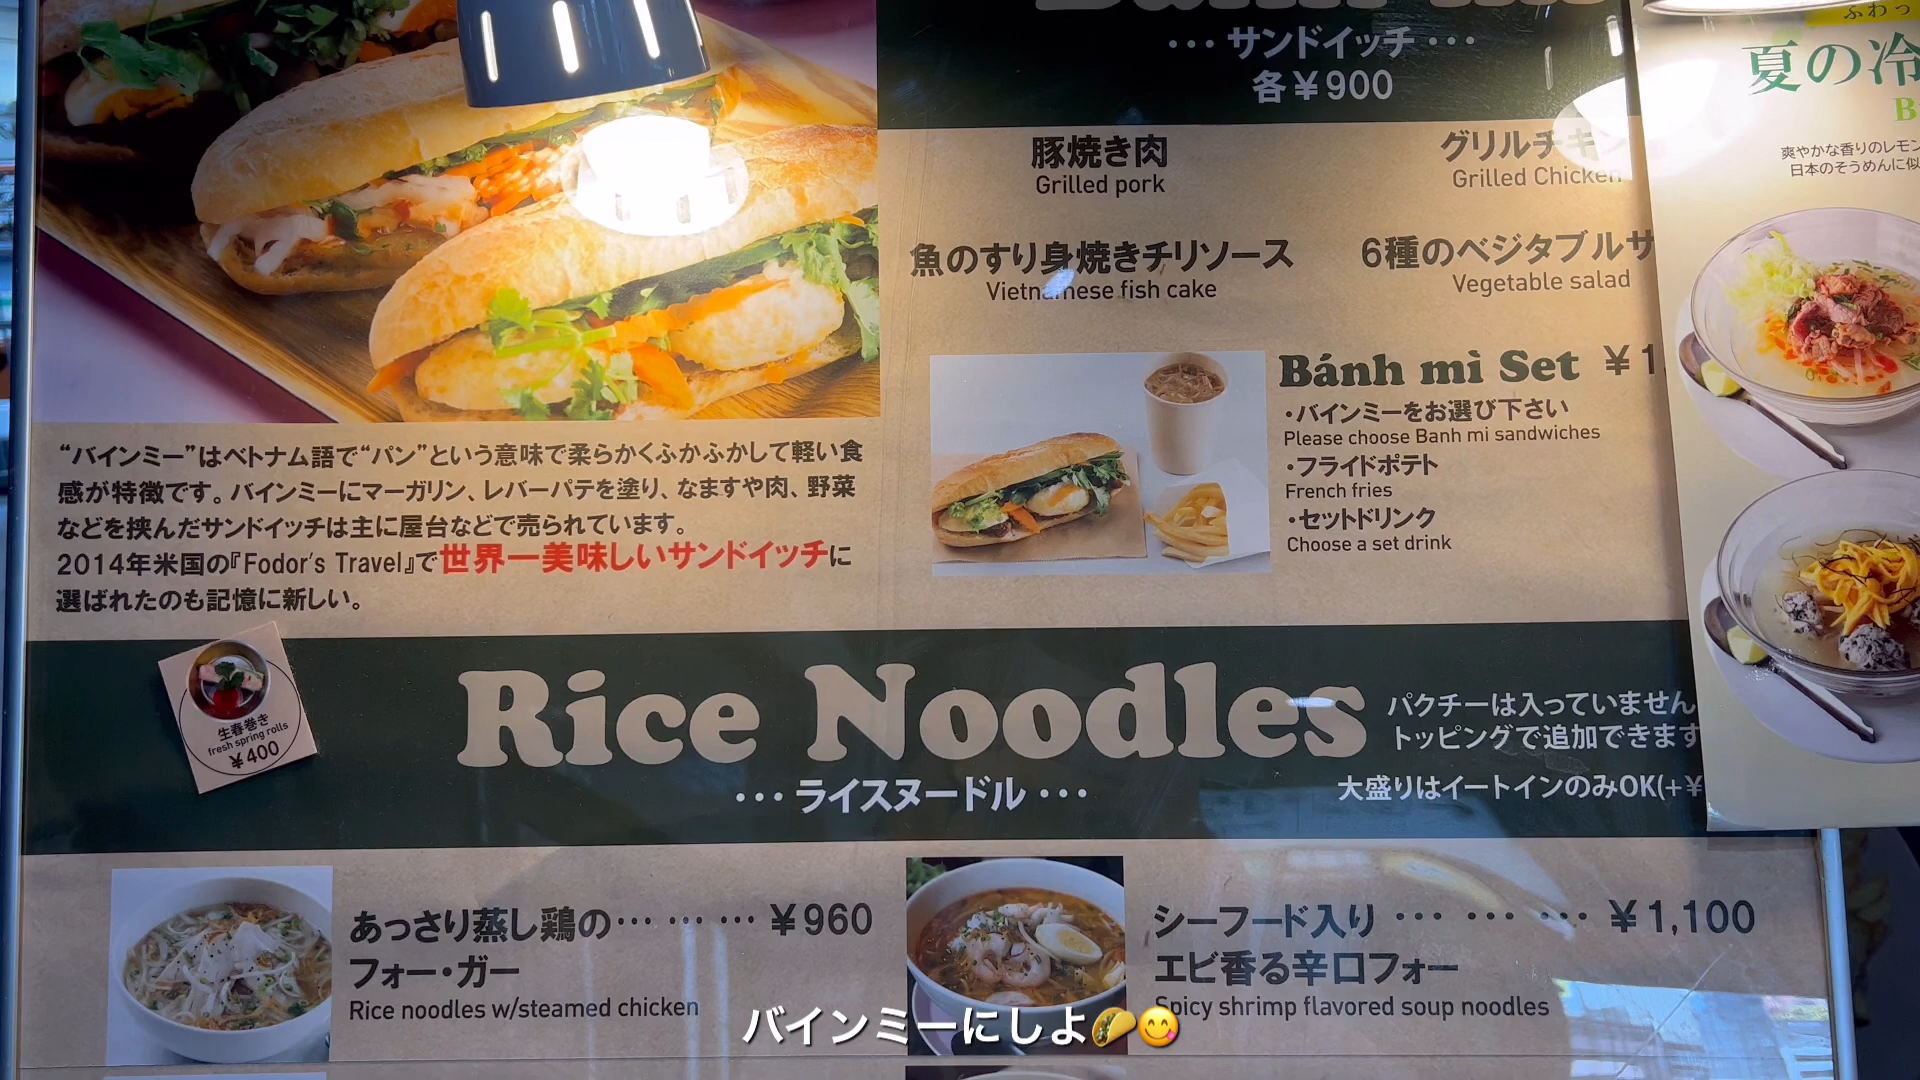 ･･･ サンドイッチ ･･･
各￥900
豚焼き肉
Grilled pork
グリルチキ
Grilled Chicken
魚のすり身焼きチリソース
Vietnamese fish cake
6種のベジタブルサ
Vegetable salad
Bánh mì Set ￥1
・バインミーをお選び下さい
Please choose Banh mi sandwiches
・フライドポテト
French fries
・セットドリンク
Choose a set drink
“バインミー”はベトナム語で“パン”という意味で柔らかくふかふかして軽い食
感が特徴です。バインミーにマーガリン、レバーパテを塗り、なますや肉、野菜
などを挟んだサンドイッチは主に屋台などで売られています。
2014年米国の『Fodor's Travel』で世界一美味しいサンドイッチに
選ばれたのも記憶に新しい。
ふわっ
夏の冷
B
爽やかな香りのレモン
日本のそうめんに似
生春巻き
fresh spring rolls
￥400
Rice Noodles
･･･ ライスヌードル ･･･
パクチーは入っていません
トッピングで追加できます
大盛りはイートインのみOK(+￥
あっさり蒸し鶏の… … … ￥960
フォー・ガー
Rice noodles w/steamed chicken
シーフード入り … … … ￥1,100
エビ香る辛口フォー
Spicy shrimp flavored soup noodles
バインミーにしよ🌮😋